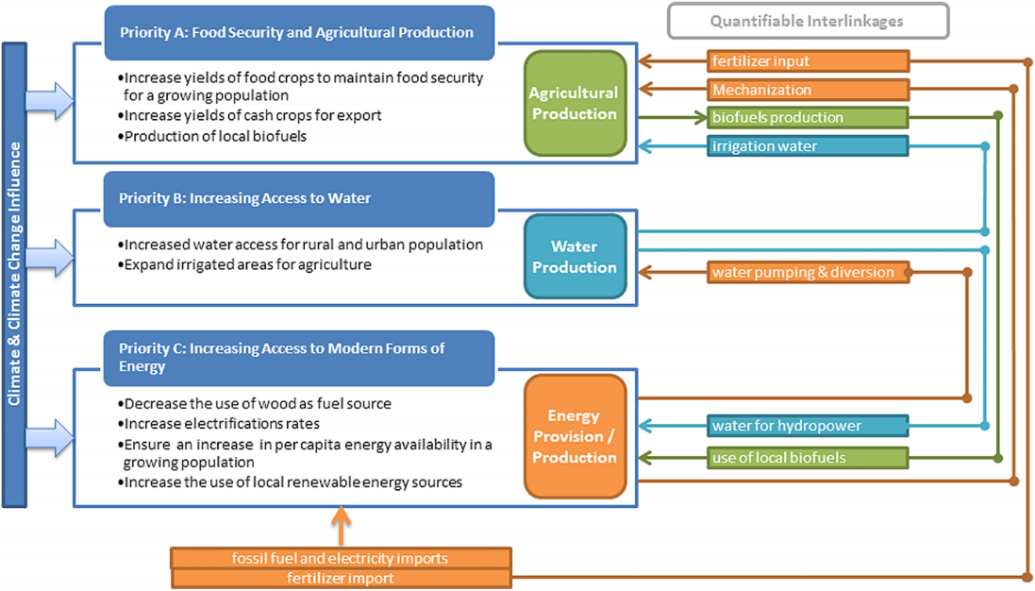 Priority A: Food Security and Agricultural Production
Quantifiable Interlinkages
•Increase yields of food crops to maintain food security
for a growing population
•Increase yields of cash crops for export
•Production of local biofuels
Agricultural
Production
fertilizer input
Mechanization
biofuels production
irrigation water
Climate & Climate Change Influence
Priority B: Increasing Access to Water
•Increased water access for rural and urban population
•Expand irrigated areas for agriculture
Water
Production
water pumping & diversion
Priority C: Increasing Access to Modern Forms of
Energy
•Decrease the use of wood as fuel source
•Increase electrifications rates
•Ensure an increase in per capita energy availability in a
growing population
•Increase the use of local renewable energy sources
Energy
Provision /
Production
water for hydropower
use of local biofuels
fossil fuel and electricity imports
fertilizer import